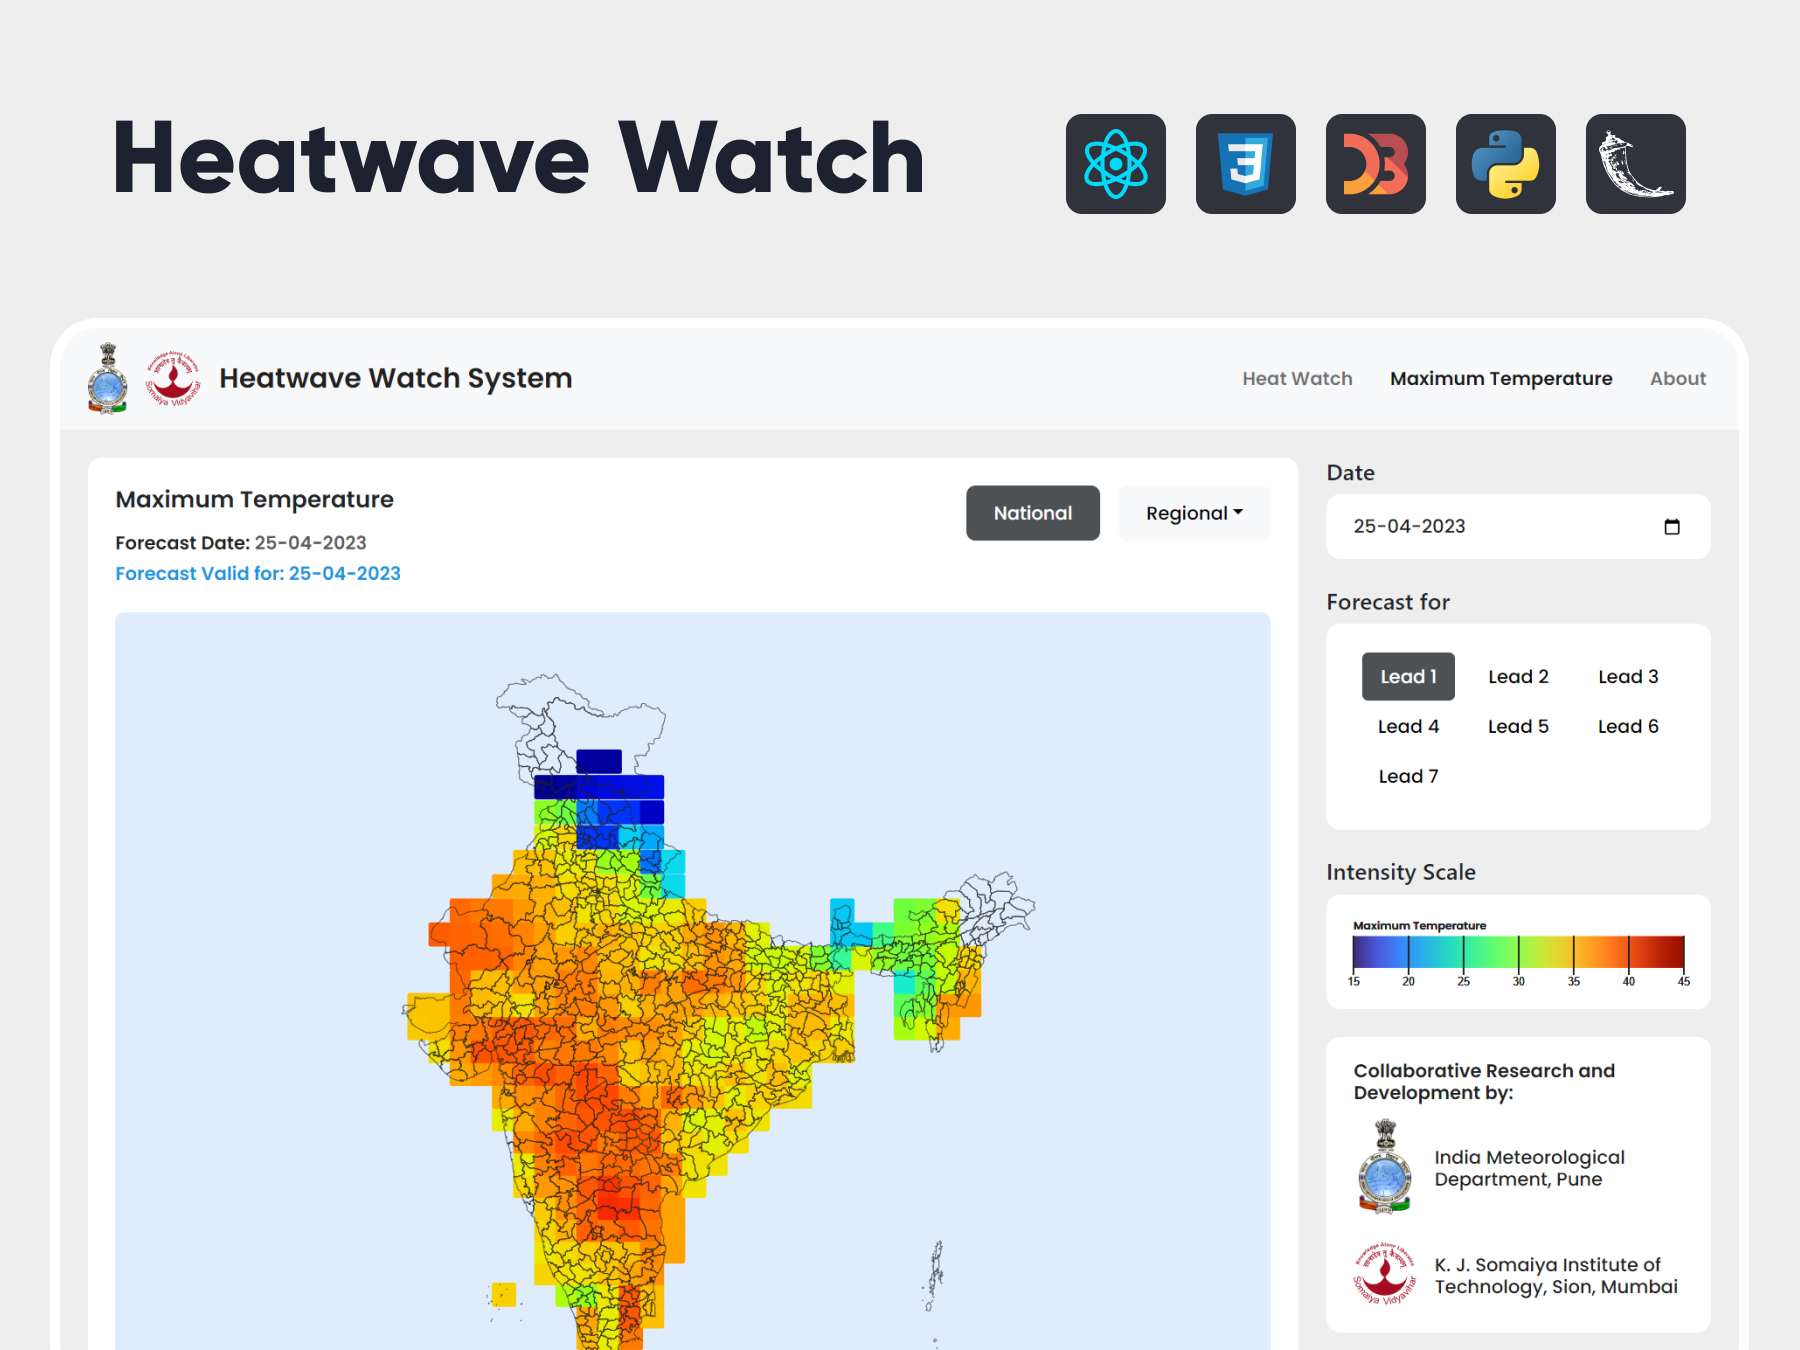 Heatwave Watch
Heatwave Watch System
Heat Watch
Maximum Temperature
About
Maximum Temperature
Forecast Date: 25-04-2023
Forecast Valid for: 25-04-2023
National
Regional
Date
25-04-2023
Forecast for
Lead 1
Lead 2
Lead 3
Lead 4
Lead 5
Lead 6
Lead 7
Intensity Scale
Maximum Temperature
15 20 25 30 35 40 45
Collaborative Research and
Development by:
India Meteorological
Department, Pune
Somaiya Vidyavihar
K. J. Somaiya Institute of
Technology, Sion, Mumbai